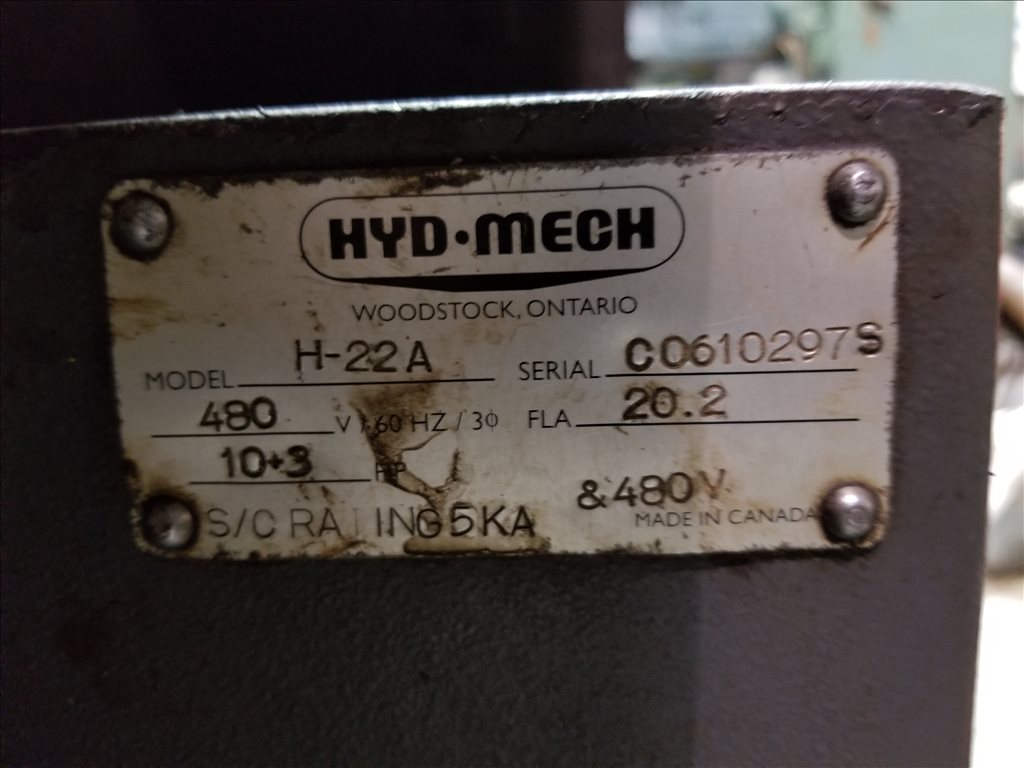 HYD·MECH
WOODSTOCK, ONTARIO
MODEL H-22A SERIAL C0610297S
480 V / 60 HZ / 3Φ FLA 20.2
10+3 HP
&480V
S/C RATING 5KA MADE IN CANADA